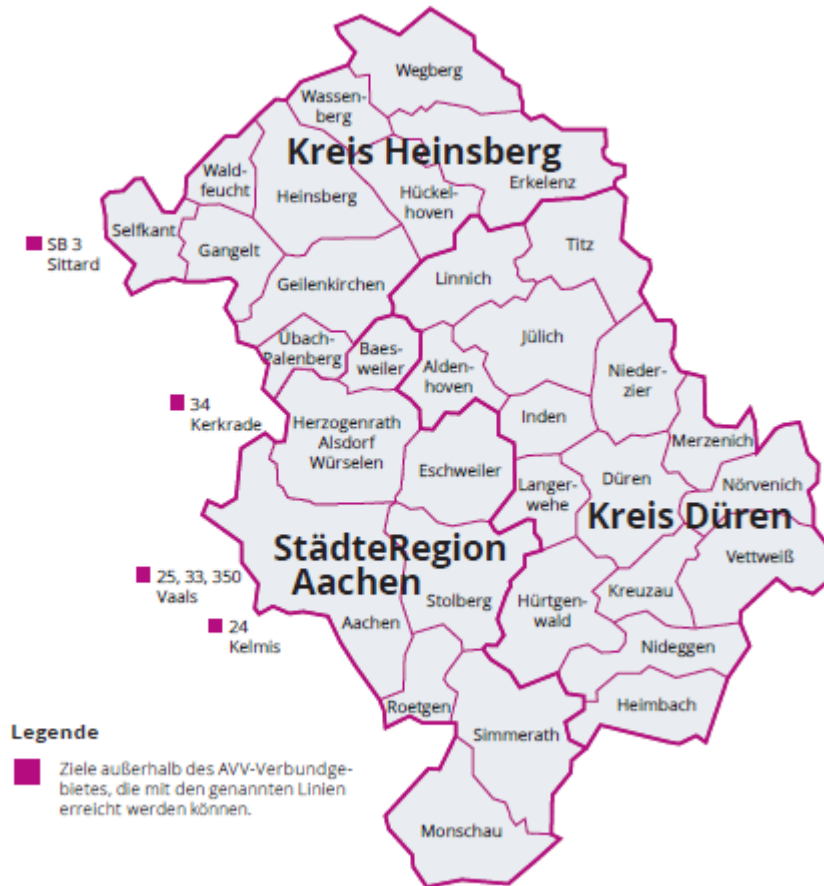 Wegberg
Wassen-
berg
Kreis Heinsberg
Wald-
feucht
Heinsberg
Hückel-
hoven
Erkelenz
Selfkant
Gangelt
SB 3
Sittard
Titz
Linnich
Geilenkirchen
Übach-
Palenberg
Baes-
weiler
Jülich
Alden-
hoven
Nieder-
zier
34
Kerkrade
Herzogenrath
Alsdorf
Würselen
Inden
Merzenich
Eschweiler
Langer-
wehe
Düren
Nörvenich
Kreis Düren
StädteRegion
Aachen
Vettweiß
25, 33, 350
Vaals
Stolberg
Hürtgen-
wald
Kreuzau
24
Kelmis
Aachen
Nideggen
Roetgen
Heimbach
Simmerath
Monschau
Legende
Ziele außerhalb des AVV-Verbundge-
bietes, die mit den genannten Linien
erreicht werden können.